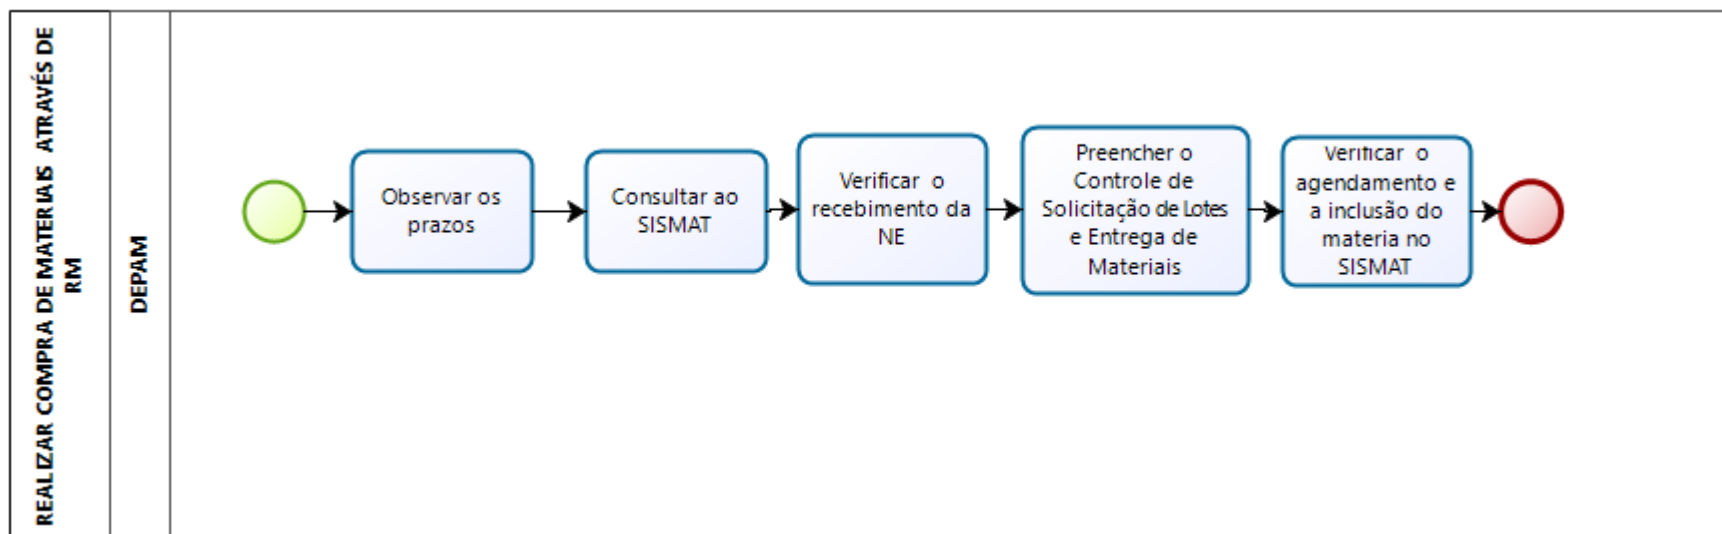 REALIZAR COMPRA DE MATERIAIS ATRAVÉS DE
RM
DEPAM
Observar os
prazos
Consultar ao
SISMAT
Verificar o
recebimento da
NE
Preencher o
Controle de
Solicitação de Lotes
e Entrega de
Materiais
Verificar o
agendamento e
a inclusão do
materia no
SISMAT